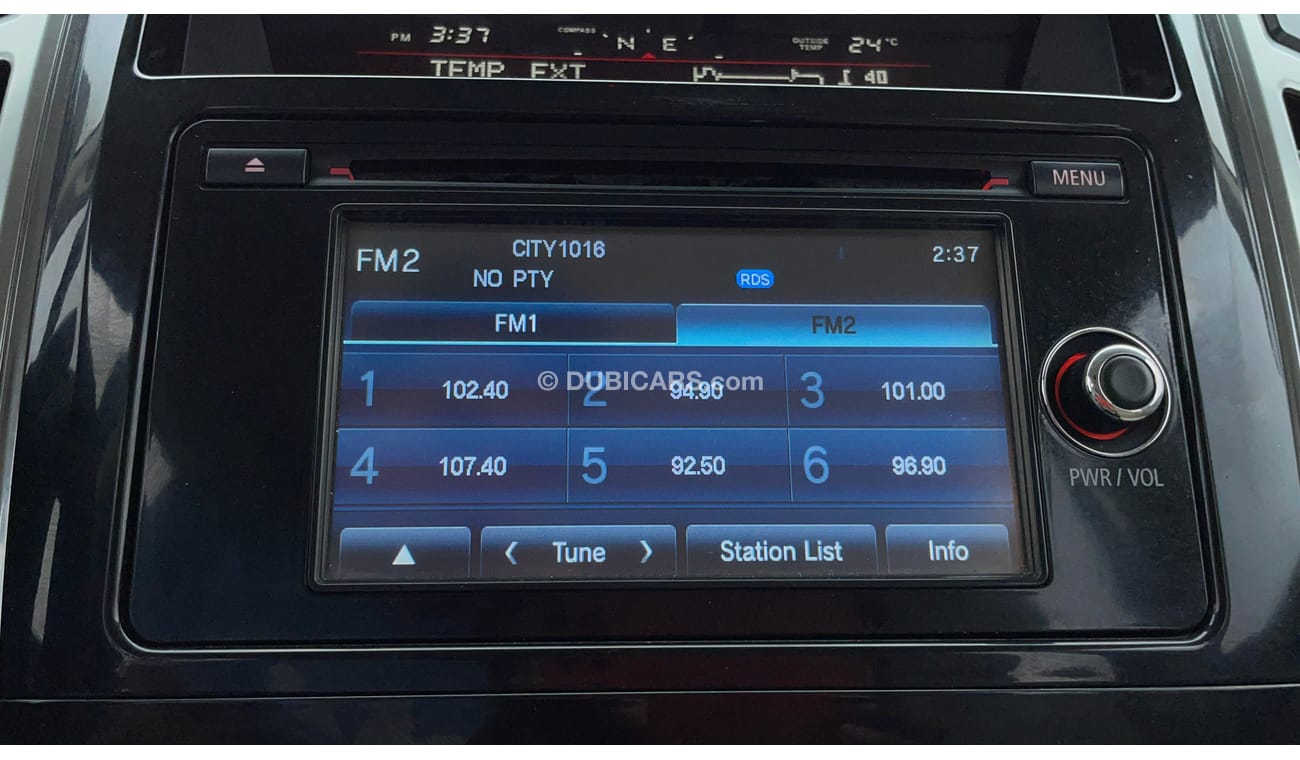 PM 3:37 COMPASS N E OUTSIDE TEMP 24°C
TEMP EXT 40
MENU
FM2 CITY1016 2:37
NO PTY RDS
FM1 FM2
1 102.40 2 94.90 3 101.00
© DUBICARS.com
4 107.40 5 92.50 6 96.90
PWR / VOL
▲ < Tune > Station List Info